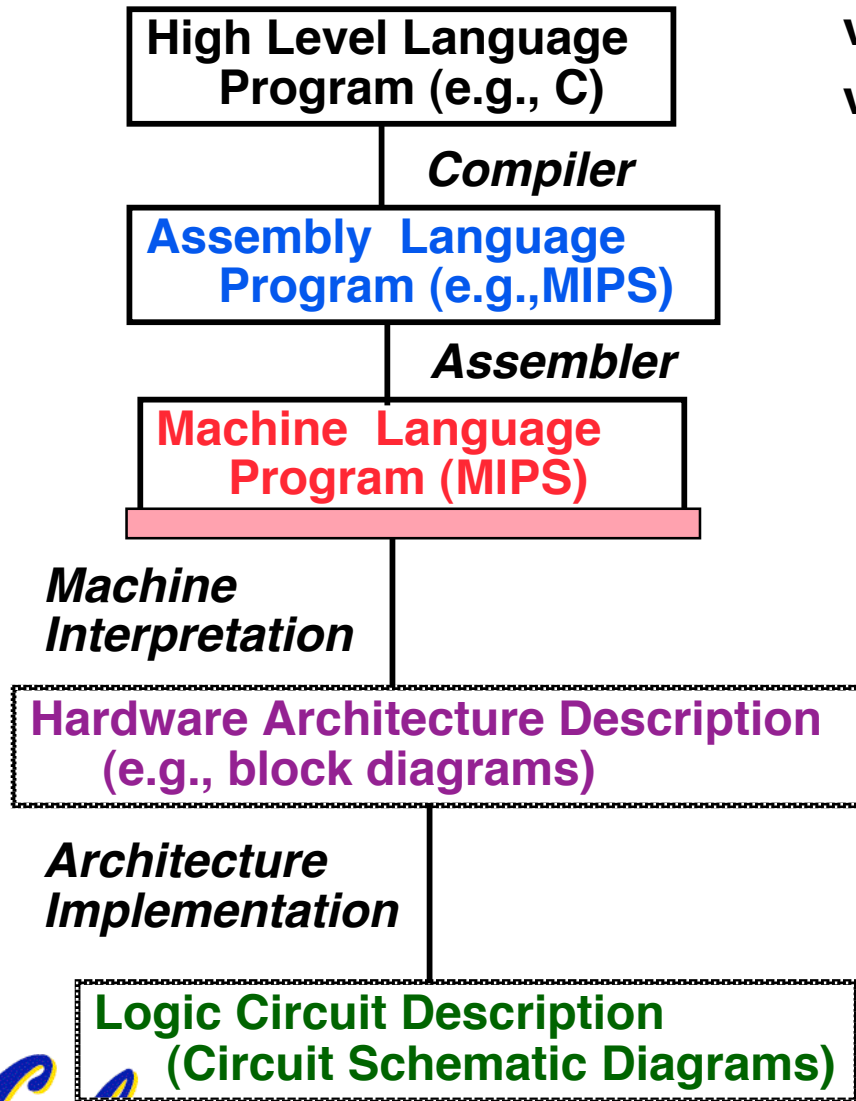 High Level Language
Program (e.g., C)
v
v
Compiler
Assembly Language
Program (e.g.,MIPS)
Assembler
Machine Language
Program (MIPS)
Machine
Interpretation
Hardware Architecture Description
(e.g., block diagrams)
Architecture
Implementation
Logic Circuit Description
(Circuit Schematic Diagrams)